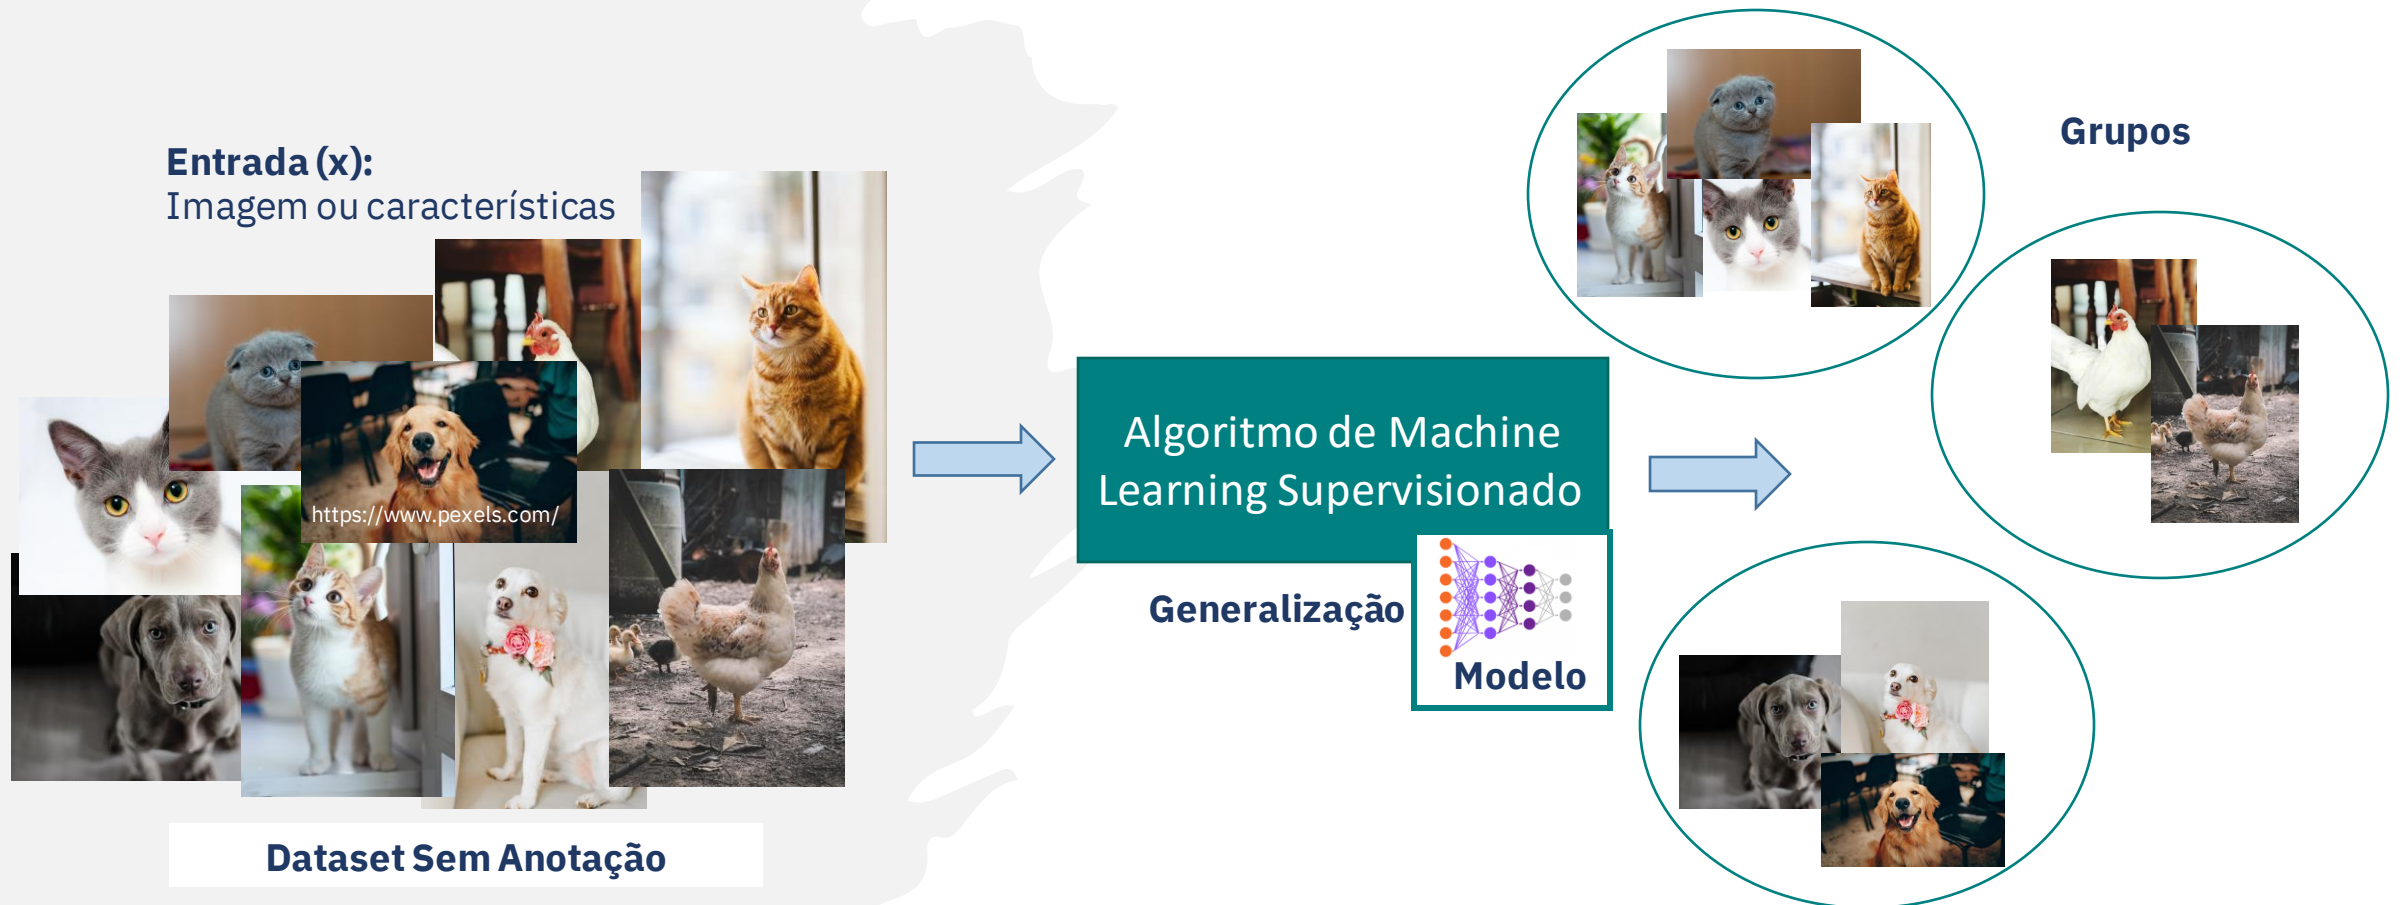 Entrada (x):
Imagem ou características
https://www.pexels.com/
Dataset Sem Anotação
Algoritmo de Machine
Learning Supervisionado
Generalização
Modelo
Grupos